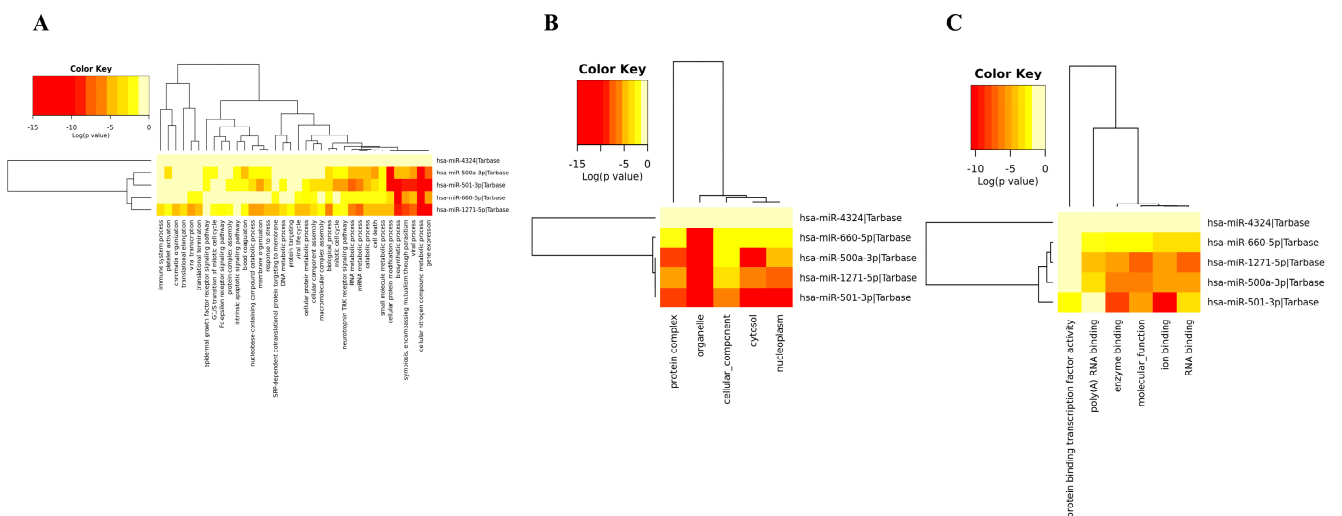 A
B
C
Color Key
-15
-10
-5
0
Log(p value)
hsa-miR-4324|Tarbase
hsa-miR-500a-3p|Tarbase
hsa-miR-501-3p|Tarbase
hsa-miR-660-5p|Tarbase
hsa-miR-1271-5p|Tarbase
immune system process
platelet activation
chromatin organization
translational elongation
viral transcription
translational termination
epidermal growth factor receptor signaling pathway
G1/S transition of mitotic cell cycle
Fc-epsilon receptor signaling pathway
protein complex assembly
intrinsic apoptotic signaling pathway
blood coagulation
nucleobase-containing compound catabolic process
membrane organization
response to stress
SRP-dependent cotranslational protein targeting to membrane
DNA metabolic process
protein targeting
viral life cycle
cellular protein metabolic process
cellular component assembly
macromolecular complex assembly
biological_process
mitotic cell cycle
neurotrophin TRK receptor signaling pathway
RNA metabolic process
mRNA metabolic process
catabolic process
cell death
small molecule metabolic process
cellular protein modification process
biosynthetic process
symbiosis, encompassing mutualism through parasitism
viral process
cellular nitrogen compound metabolic process
gene expression
Color Key
-15
-5
0
Log(p value)
hsa-miR-4324|Tarbase
hsa-miR-660-5p|Tarbase
hsa-miR-500a-3p|Tarbase
hsa-miR-1271-5p|Tarbase
hsa-miR-501-3p|Tarbase
protein complex
organelle
cellular_component
cytosol
nucleoplasm
Color Key
-10
-5
0
Log(p value)
hsa-miR-4324|Tarbase
hsa-miR-660-5p|Tarbase
hsa-miR-1271-5p|Tarbase
hsa-miR-500a-3p|Tarbase
hsa-miR-501-3p|Tarbase
protein binding transcription factor activity
poly(A) RNA binding
enzyme binding
molecular_function
ion binding
RNA binding